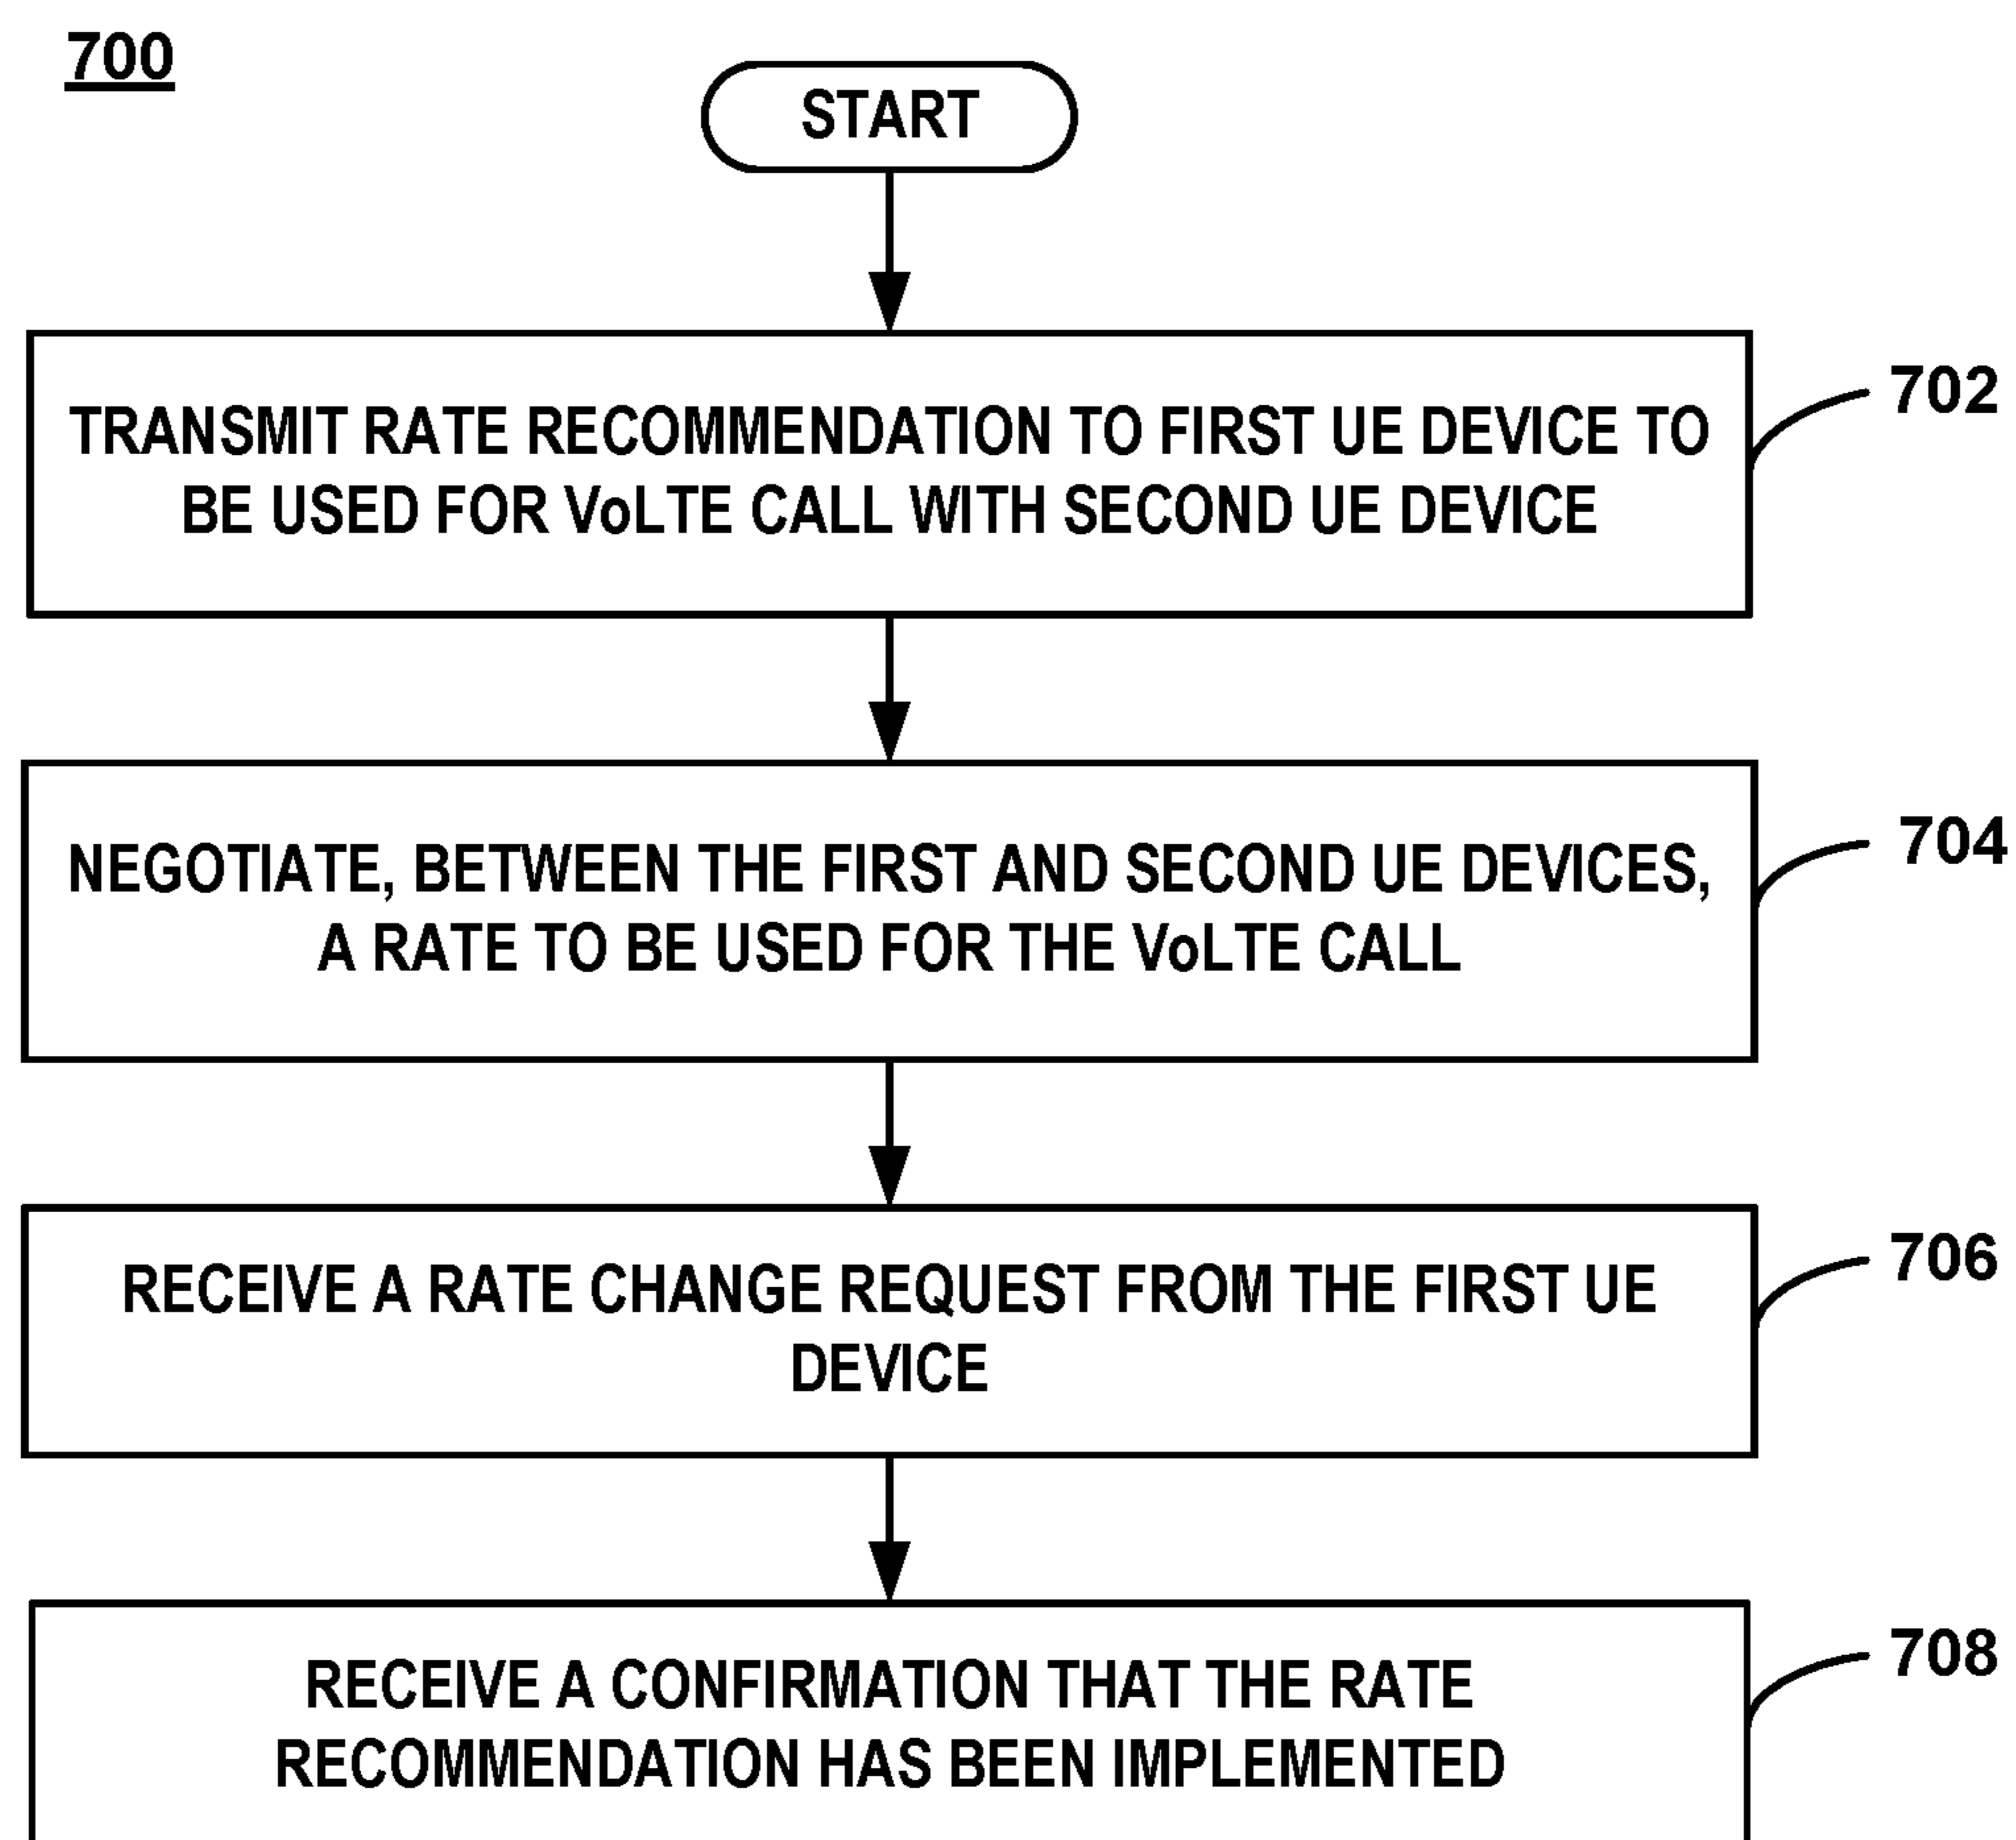 700
START
TRANSMIT RATE RECOMMENDATION TO FIRST UE DEVICE TO
BE USED FOR VoLTE CALL WITH SECOND UE DEVICE
702
NEGOTIATE, BETWEEN THE FIRST AND SECOND UE DEVICES,
A RATE TO BE USED FOR THE VoLTE CALL
704
RECEIVE A RATE CHANGE REQUEST FROM THE FIRST UE
DEVICE
706
RECEIVE A CONFIRMATION THAT THE RATE
RECOMMENDATION HAS BEEN IMPLEMENTED
708